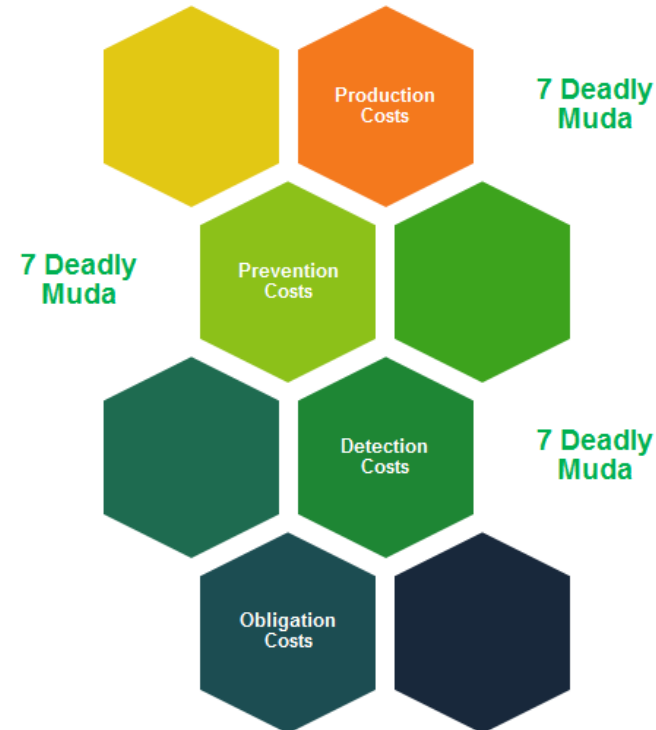 Production
Costs
7 Deadly
Muda
7 Deadly
Muda
Prevention
Costs
Detection
Costs
7 Deadly
Muda
Obligation
Costs